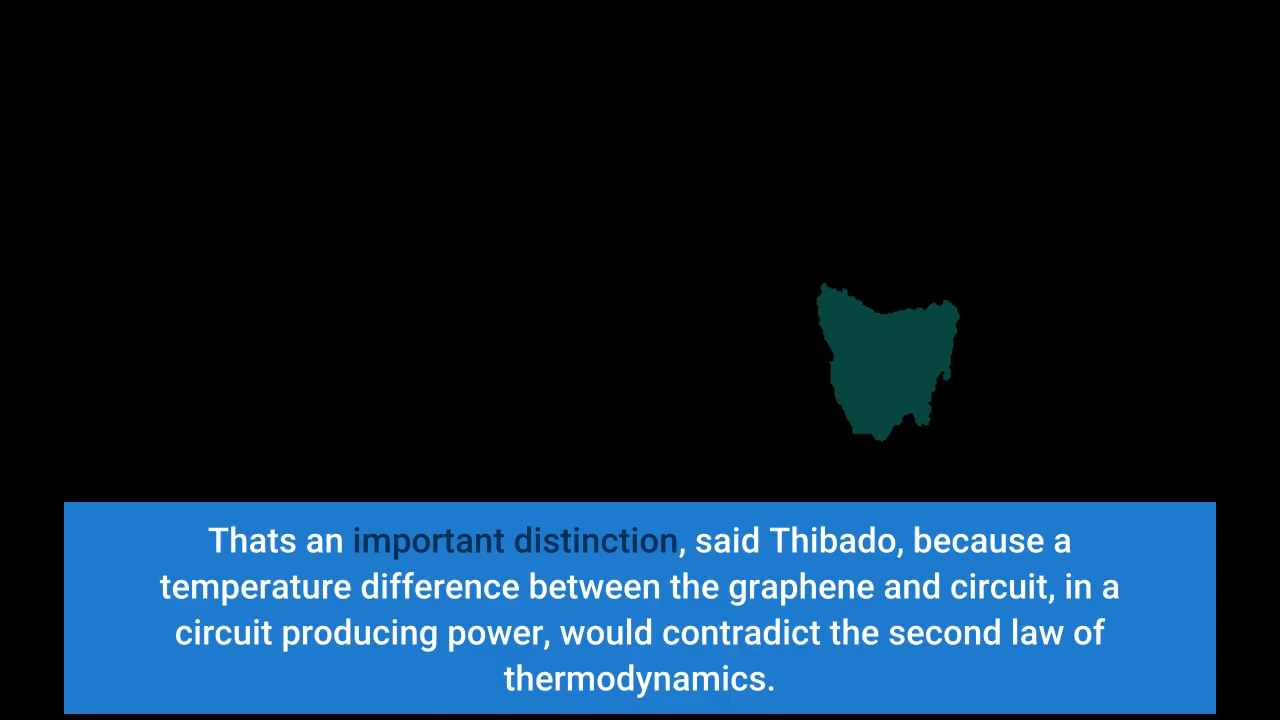 Thats an important distinction, said Thibado, because a
temperature difference between the graphene and circuit, in a
circuit producing power, would contradict the second law of
thermodynamics.